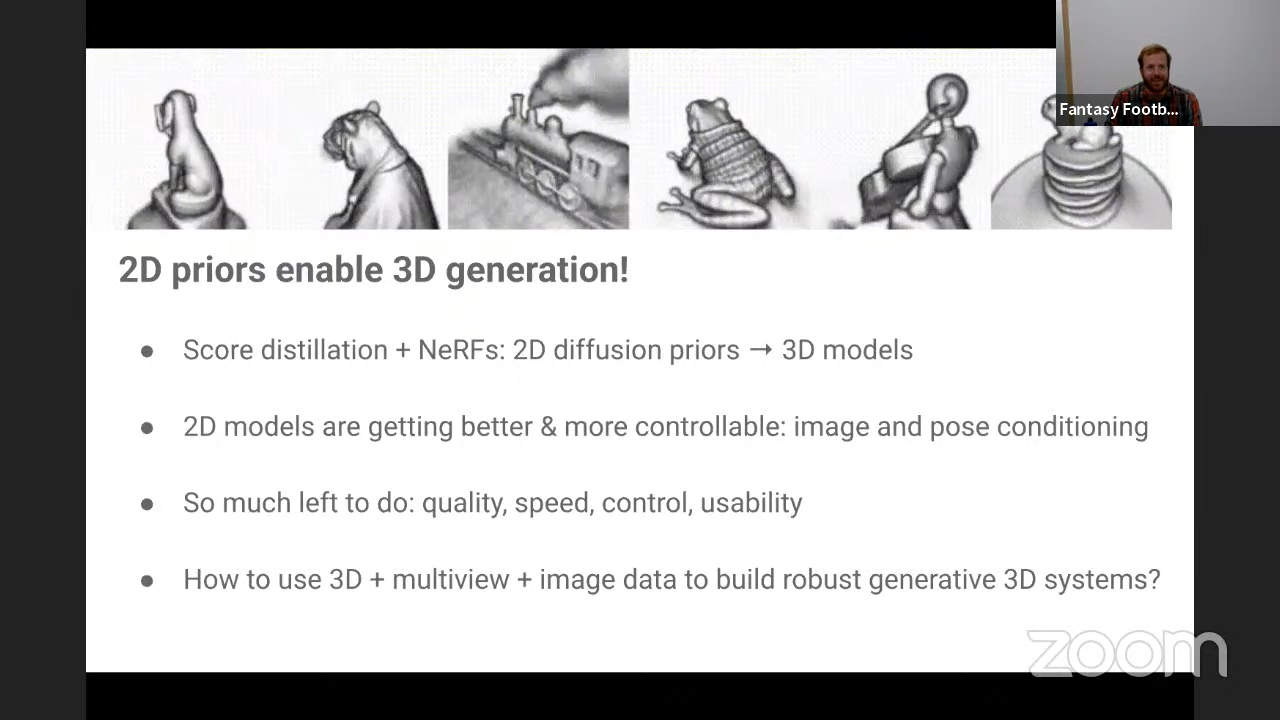 Fantasy Footb...
2D priors enable 3D generation!
● Score distillation + NeRFs: 2D diffusion priors → 3D models
● 2D models are getting better & more controllable: image and pose conditioning
● So much left to do: quality, speed, control, usability
● How to use 3D + multiview + image data to build robust generative 3D systems?
zoom